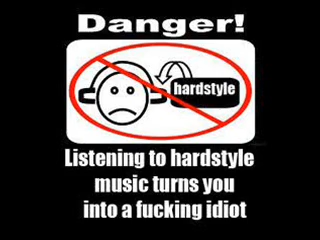 Danger!
hardstyle
Listening to hardstyle
music turns you
into a fucking idiot